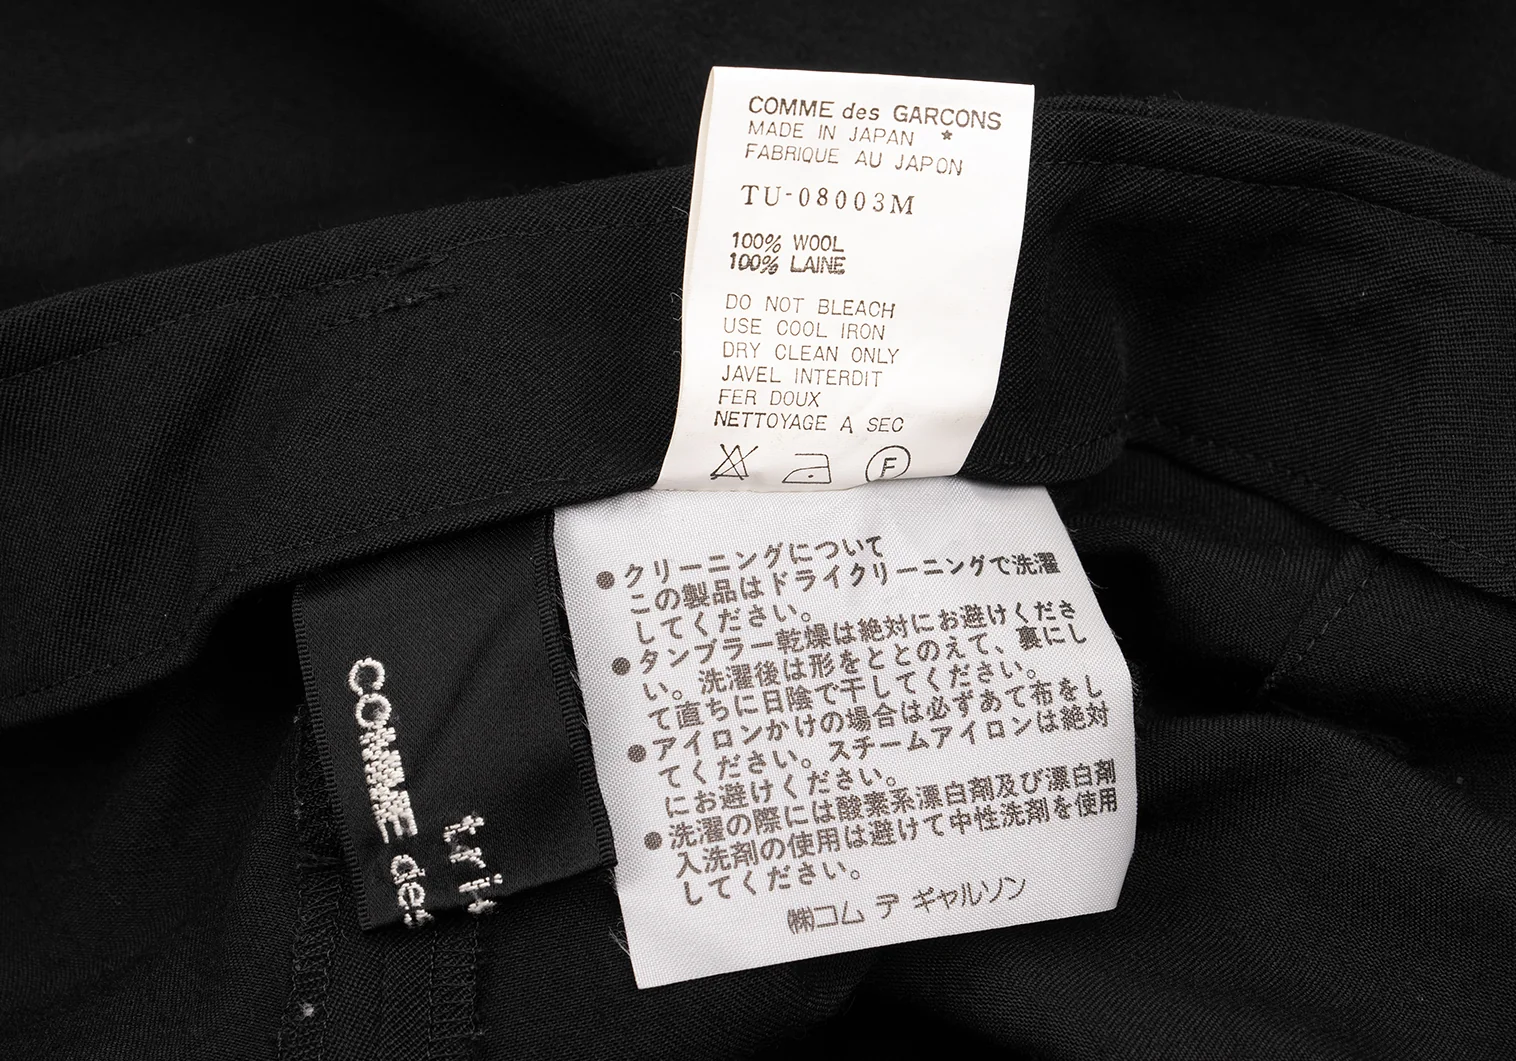 COMME des GARCONS
MADE IN JAPAN *
FABRIQUE AU JAPON
TU-08003M
100% WOOL
100% LAINE
DO NOT BLEACH
USE COOL IRON
DRY CLEAN ONLY
JAVEL INTERDIT
FER DOUX
NETTOYAGE A SEC
F
●クリーニングについて
この製品はドライクリーニングで洗濯
してください。
●タンブラー乾燥は絶対にお避けくださ
い。洗濯後は形をととのえて、裏にし
て直ちに日陰で干してください。
●アイロンかけの場合は必ずあて布をし
てください。スチームアイロンは絶対
にお避けください。
●洗濯の際には酸素系漂白剤及び漂白剤
入洗剤の使用は避けて中性洗剤を使用
してください。
㈱コム デ ギャルソン
tri
COMME des